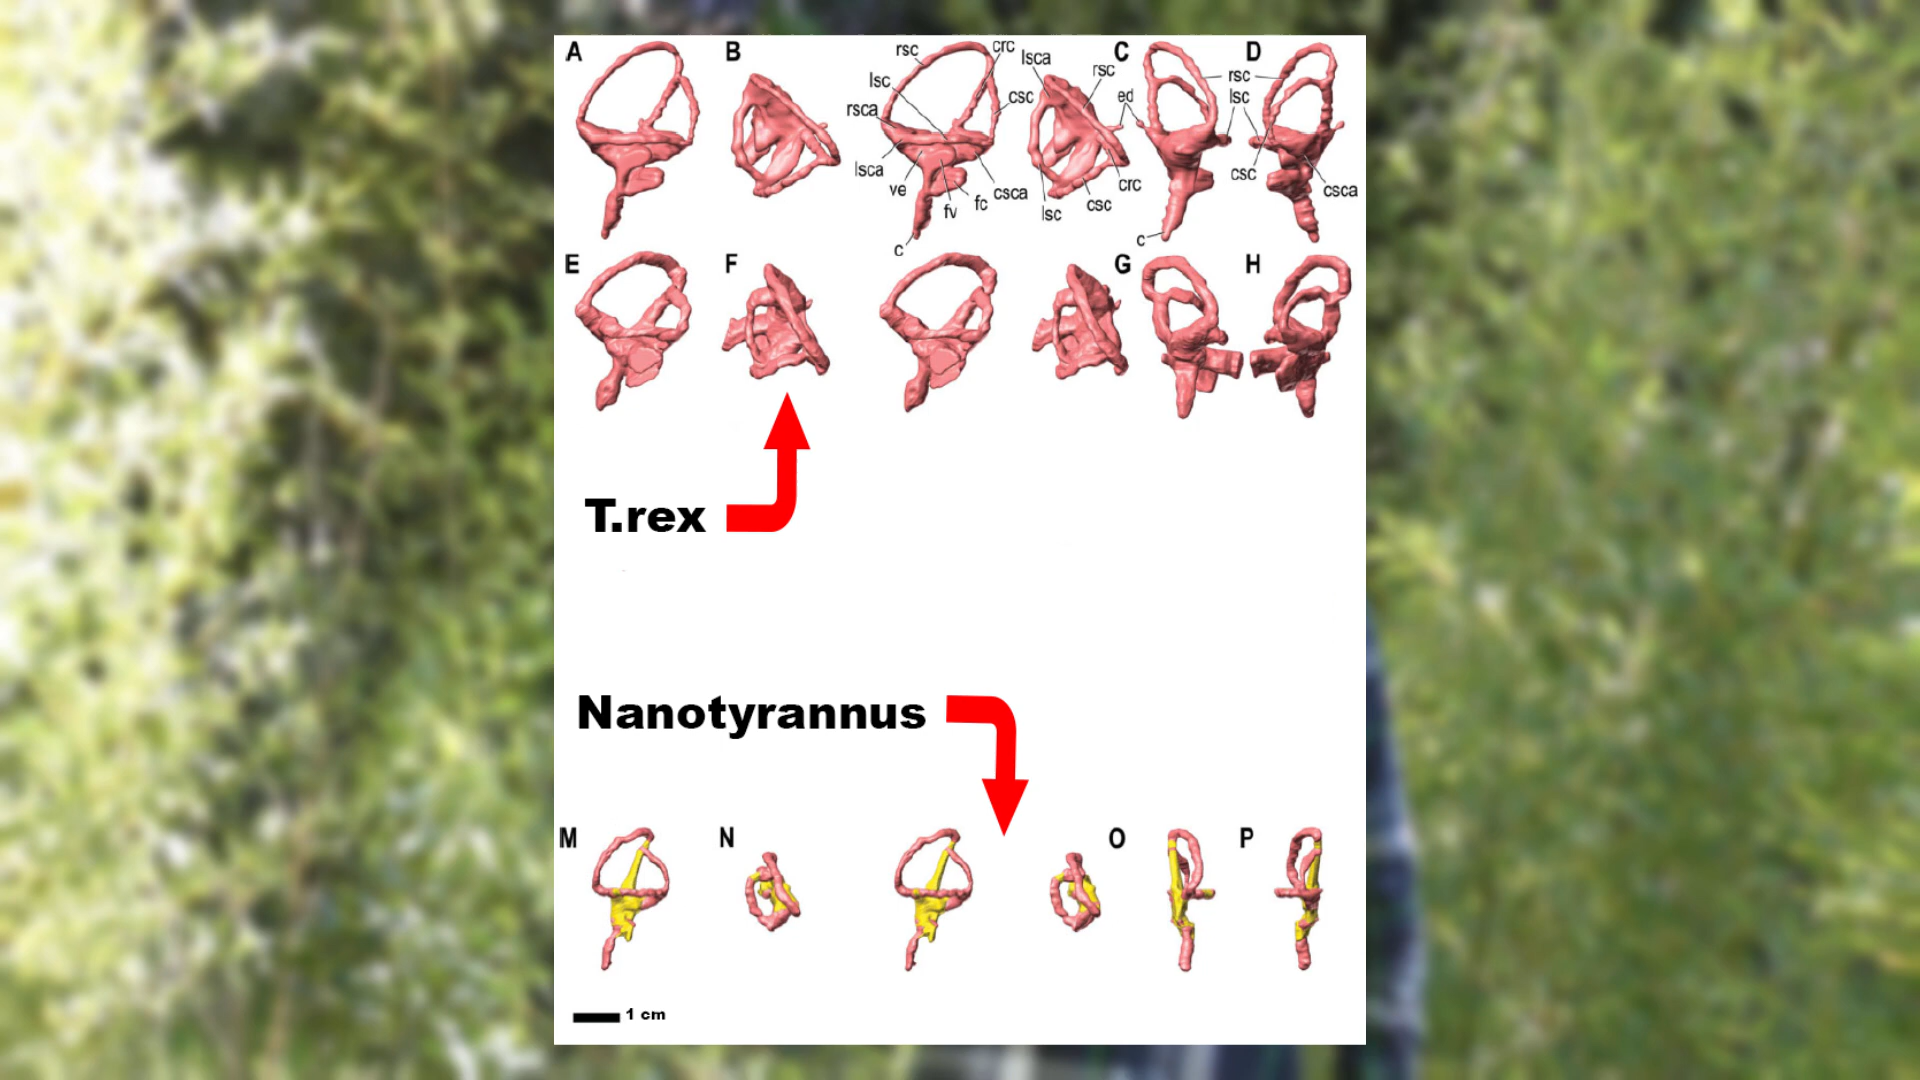 A B rsc crc lsca C D
lsc rsc rsc
rsca csc ed lsc
lsca csc
ve fc csca crc csca
fv lsc csc
c c
E F G H
T.rex
Nanotyrannus
M N O P
1 cm